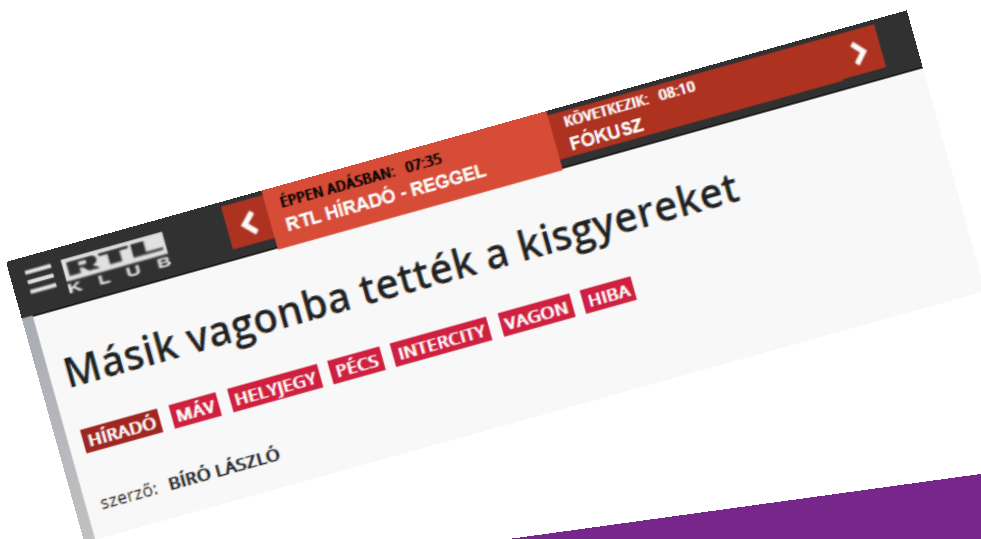 ÉPPEN ADÁSBAN: 07:35
RTL HÍRADÓ - REGGEL
KÖVETKEZIK: 08:10
FÓKUSZ
RTL
KLUB
Másik vagonba tették a kisgyereket
HÍRADÓ MÁV HELYJEGY PÉCS INTERCITY VAGON HIBA
szerző: BÍRÓ LÁSZLÓ